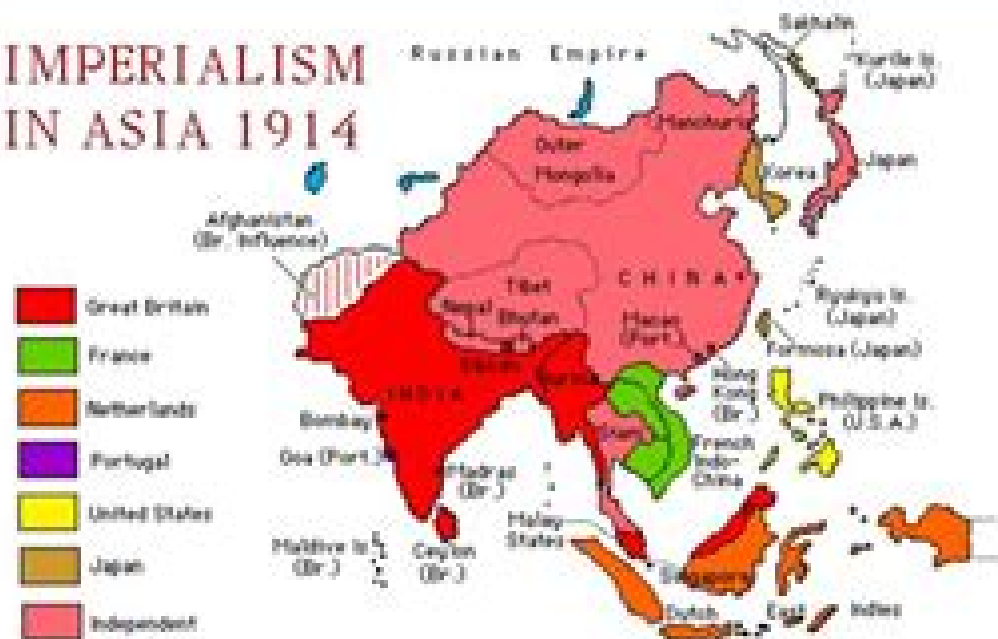 IMPERIALISM
IN ASIA 1914
Russian Empire
Sakhalin
Kurile Is.
(Japan)
Manchuria
Outer
Mongolia
Korea
Japan
Afghanistan
(Br. Influence)
CHINA
Tibet
Nepal
Bhutan
Macao
(Port.)
Ryukyu Is.
(Japan)
Formosa (Japan)
Great Britain
France
Netherlands
Portugal
United States
Japan
Independent
INDIA
Burma
Bombay
Goa (Port.)
Madras
(Br.)
Siam
Hong
Kong
(Br.)
French
Indo-
China
Philippine Is.
(U.S.A.)
Maldive Is.
(Br.)
Ceylon
(Br.)
Malay
States
Singapore
Dutch East Indies